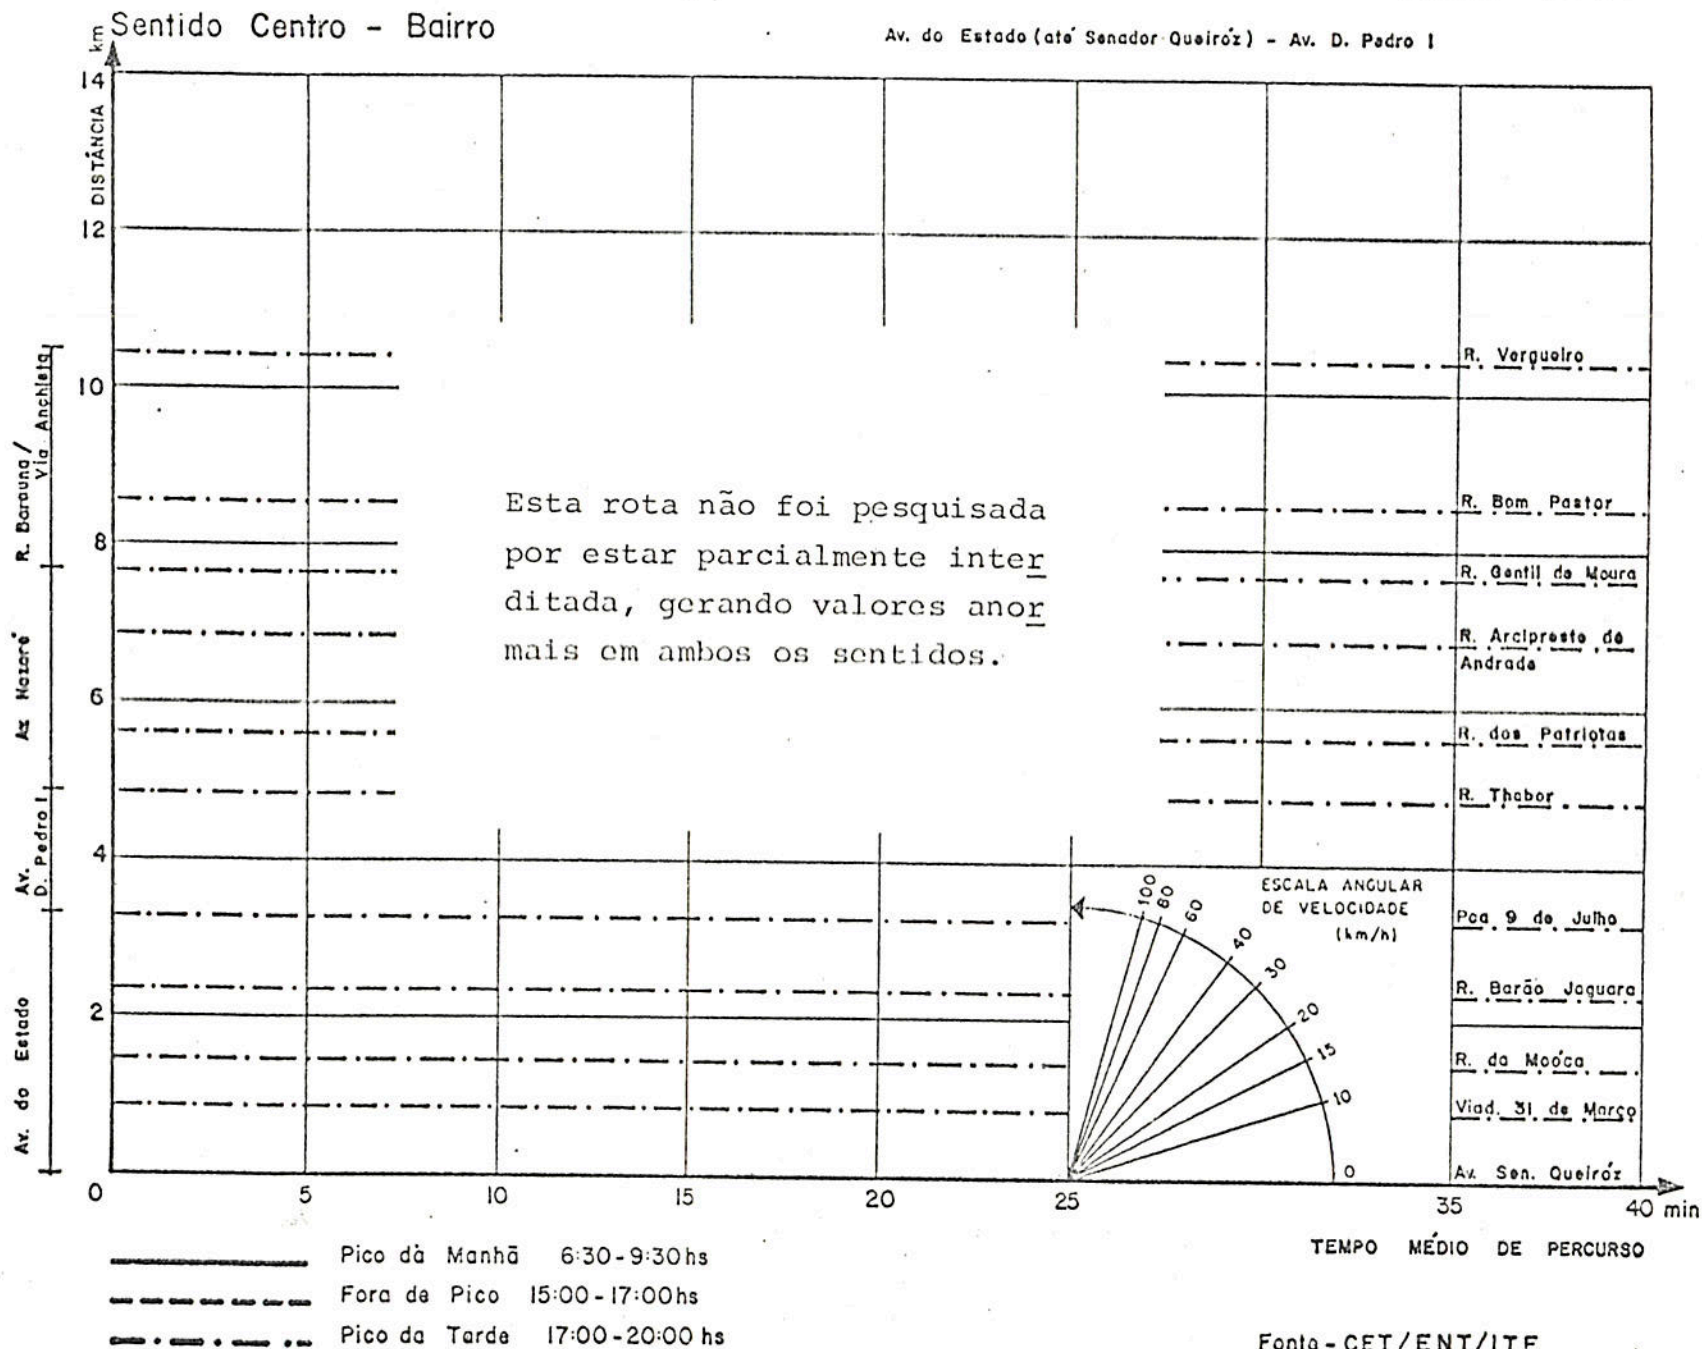 Sentido Centro - Bairro
Av. do Estado (até Senador Queiróz) - Av. D. Pedro I
km
DISTÂNCIA
14
12
10
8
6
4
2
0
R. Barauna/
Via Anchieta
Av. Nazaré
Av.
D. Pedro I
Av. do Estado
Esta rota não foi pesquisada
por estar parcialmente inter
ditada, gerando valores anor
mais em ambos os sentidos.
R. Vergueiro
R. Bom Pastor
R. Gentil de Moura
R. Arcipreste de
Andrade
R. dos Patriotas
R. Thabor
Pça 9 de Julho
R. Barão Jaguara
R. da Moóca
Viad. 31 de Março
Av. Sen. Queiróz
ESCALA ANGULAR
DE VELOCIDADE
(km/h)
100
80
60
40
30
20
15
10
0
5
10
15
20
25
35
40 min
TEMPO MÉDIO DE PERCURSO
Pico da Manhã 6:30-9:30hs
Fora de Pico 15:00-17:00hs
Pico da Tarde 17:00-20:00 hs
Fonte - CET/ENT/ITE